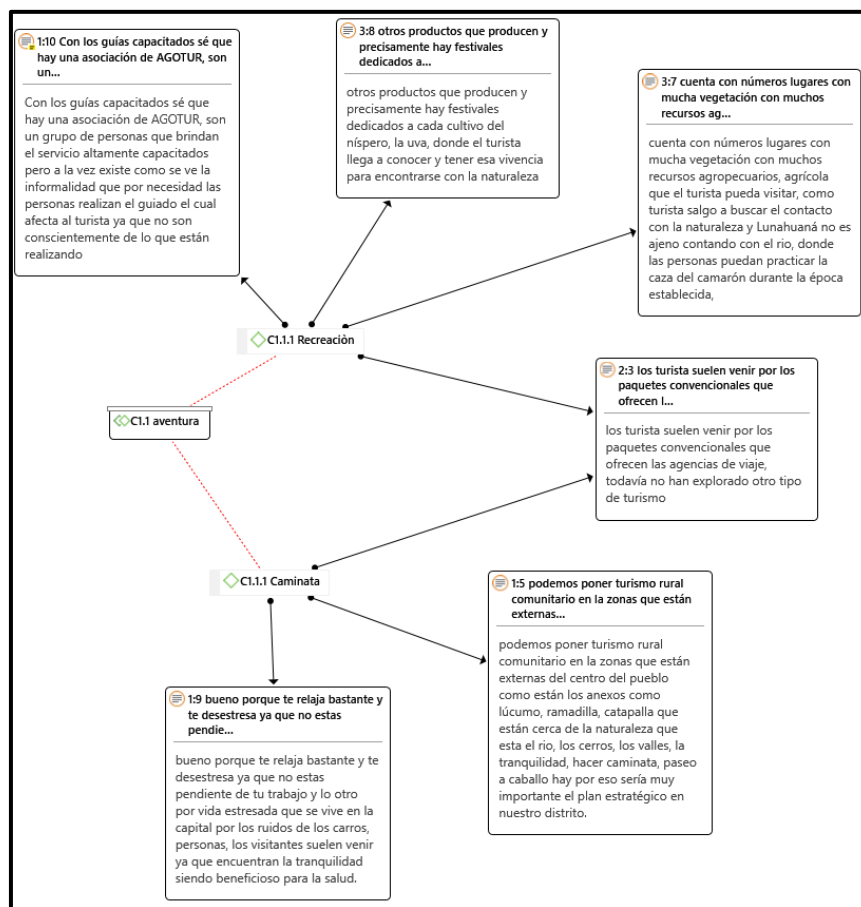 1:10 Con los guías capacitados sé que
hay una asociación de AGOTUR, son
un...
Con los guías capacitados sé que
hay una asociación de AGOTUR, son
un grupo de personas que brindan
el servicio altamente capacitados
pero a la vez existe como se ve la
informalidad que por necesidad las
personas realizan el guiado el cual
afecta al turista ya que no son
conscientemente de lo que están
realizando
3:8 otros productos que producen y
precisamente hay festivales
dedicados a...
otros productos que producen y
precisamente hay festivales
dedicados a cada cultivo del
níspero, la uva, donde el turista
llega a conocer y tener esa vivencia
para encontrarse con la naturaleza
3:7 cuenta con números lugares con
mucha vegetación con muchos
recursos ag...
cuenta con números lugares con
mucha vegetación con muchos
recursos agropecuarios, agrícola
que el turista pueda visitar, como
turista salgo a buscar el contacto
con la naturaleza y Lunahuaná no es
ajeno contando con el rio, donde
las personas puedan practicar la
caza del camarón durante la época
establecida,
C1.1.1 Recreaciòn
C1.1 aventura
2:3 los turista suelen venir por los
paquetes convencionales que
ofrecen l...
los turista suelen venir por los
paquetes convencionales que
ofrecen las agencias de viaje,
todavía no han explorado otro tipo
de turismo
C1.1.1 Caminata
1:5 podemos poner turismo rural
comunitario en la zonas que están
externas...
podemos poner turismo rural
comunitario en la zonas que están
externas del centro del pueblo
como están los anexos como
lúcumo, ramadilla, catapalla que
están cerca de la naturaleza que
esta el rio, los cerros, los valles, la
tranquilidad, hacer caminata, paseo
a caballo hay por eso sería muy
importante el plan estratégico en
nuestro distrito.
1:9 bueno porque te relaja bastante y
te desestresa ya que no estas
pendie...
bueno porque te relaja bastante y te
desestresa ya que no estas
pendiente de tu trabajo y lo otro
por vida estresada que se vive en la
capital por los ruidos de los carros,
personas, los visitantes suelen venir
ya que encuentran la tranquilidad
siendo beneficioso para la salud.